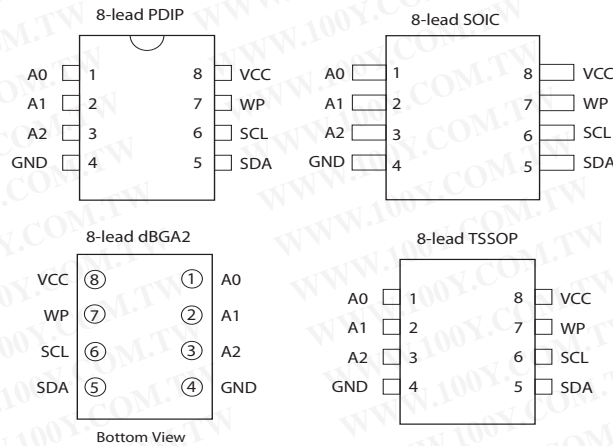 8-lead PDIP
A0 1 8 VCC
A1 2 7 WP
A2 3 6 SCL
GND 4 5 SDA
8-lead SOIC
A0 1 8 VCC
A1 2 7 WP
A2 3 6 SCL
GND 4 5 SDA
8-lead dBGA2
VCC 8 1 A0
WP 7 2 A1
SCL 6 3 A2
SDA 5 4 GND
Bottom View
8-lead TSSOP
A0 1 8 VCC
A1 2 7 WP
A2 3 6 SCL
GND 4 5 SDA
WWW.100Y.COM.TW